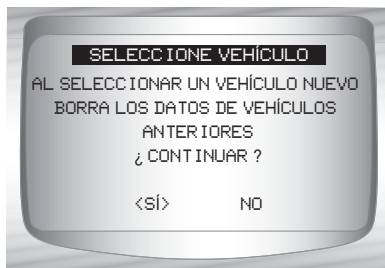 SELECCIONE VEHÍCULO
AL SELECCIONAR UN VEHÍCULO NUEVO
BORRA LOS DATOS DE VEHÍCULOS
ANTERIORES
¿ CONTINUAR ?
<SÍ> NO